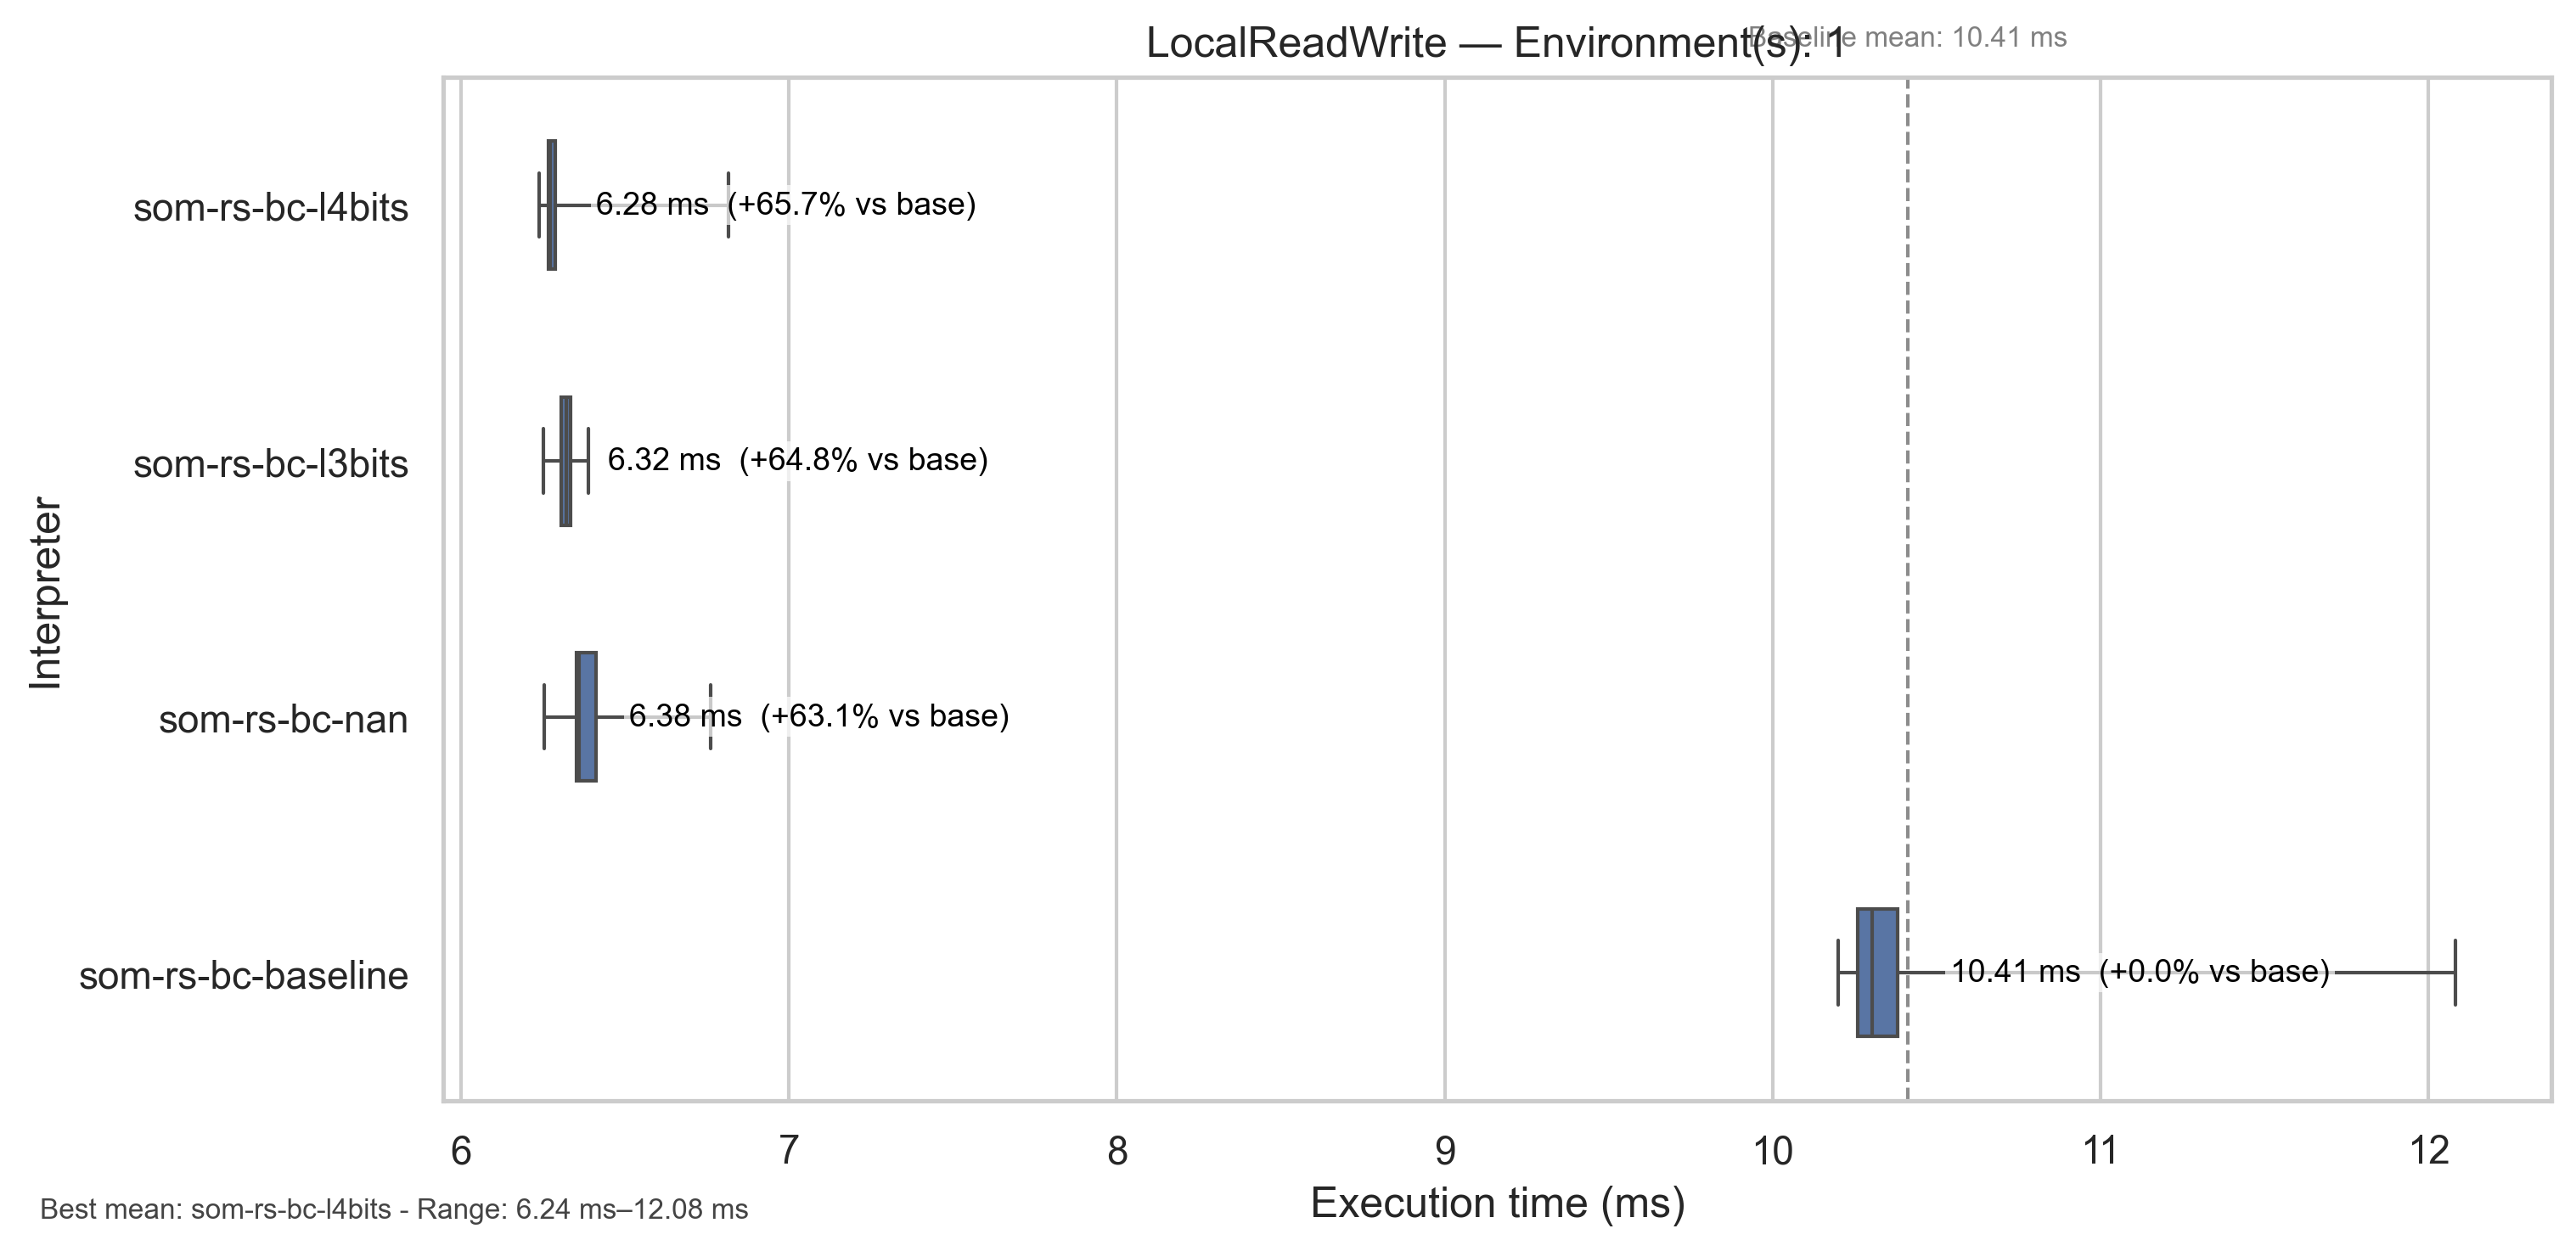 LocalReadWrite — Environment(s): 1
Baseline mean: 10.41 ms
som-rs-bc-l4bits
6.28 ms (+65.7% vs base)
som-rs-bc-l3bits
6.32 ms (+64.8% vs base)
Interpreter
som-rs-bc-nan
6.38 ms (+63.1% vs base)
som-rs-bc-baseline
10.41 ms (+0.0% vs base)
6 7 8 9 10 11 12
Execution time (ms)
Best mean: som-rs-bc-l4bits - Range: 6.24 ms–12.08 ms